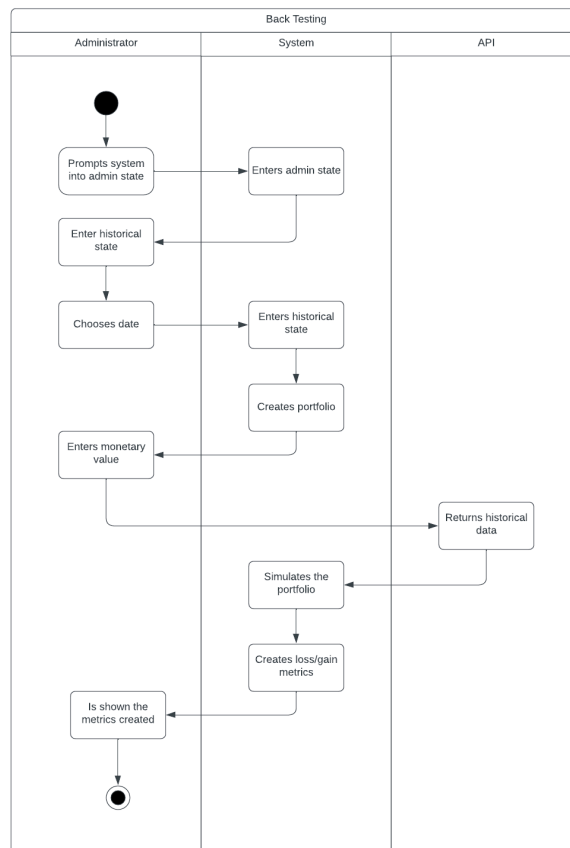 Back Testing
Administrator
System
API
Prompts system
into admin state
Enters admin state
Enter historical
state
Chooses date
Enters historical
state
Creates portfolio
Enters monetary
value
Returns historical
data
Simulates the
portfolio
Creates loss/gain
metrics
Is shown the
metrics created